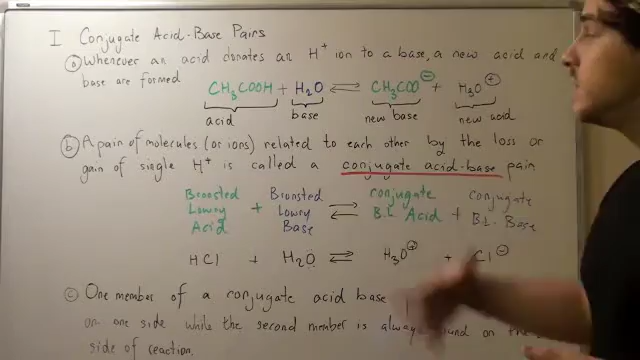 I Conjugate Acid-Base Pairs
ⓐ Whenever an acid donates an H⁺ ion to a base, a new acid and
base are formed
CH₃COOH + H₂O ⇌ CH₃COO⊖ + H₃O⊕
acid base new base new acid
ⓑ A pair of molecules (or ions) related to each other by the loss or
gain of single H⁺ is called a conjugate acid-base pair
Bronsted Lowry Acid + Bronsted Lowry Base ⇌ conjugate B.L. Acid + conjugate B.L. Base
HCl + H₂O ⇌ H₃O⊕ + Cl⊖
ⓒ One member of a conjugate acid base
on one side while the second member is always found on the
side of reaction.